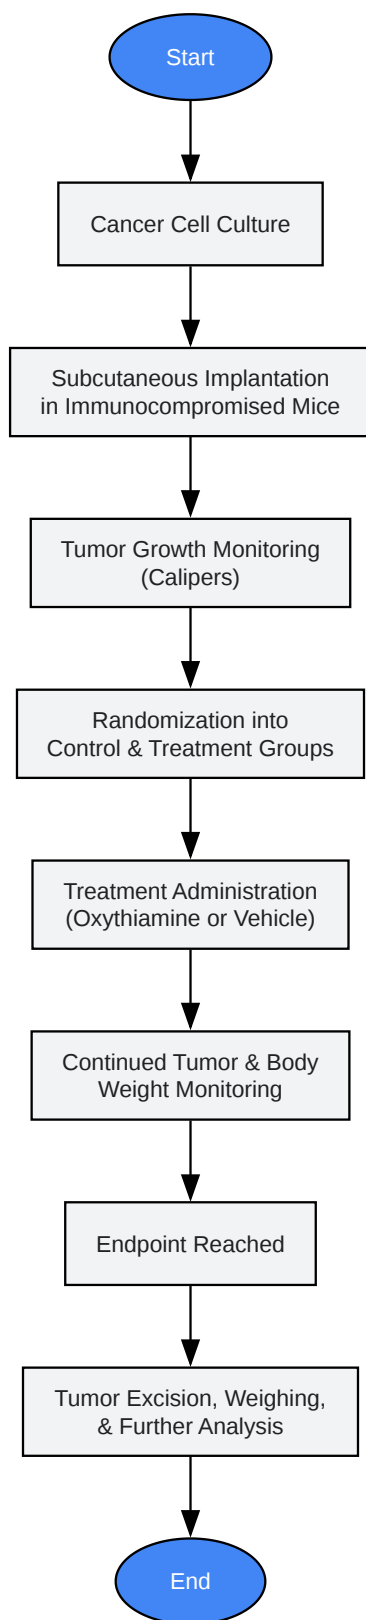 Start
Cancer Cell Culture
Subcutaneous Implantation
in Immunocompromised Mice
Tumor Growth Monitoring
(Calipers)
Randomization into
Control & Treatment Groups
Treatment Administration
(Oxythiamine or Vehicle)
Continued Tumor & Body
Weight Monitoring
Endpoint Reached
Tumor Excision, Weighing,
& Further Analysis
End